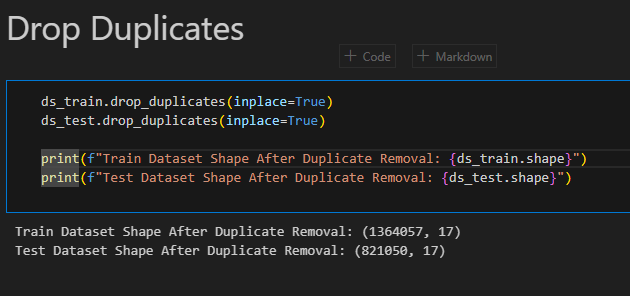 Drop Duplicates
+ Code + Markdown
ds_train.drop_duplicates(inplace=True)
ds_test.drop_duplicates(inplace=True)
print(f"Train Dataset Shape After Duplicate Removal: {ds_train.shape}")
print(f"Test Dataset Shape After Duplicate Removal: {ds_test.shape}")
Train Dataset Shape After Duplicate Removal: (1364057, 17)
Test Dataset Shape After Duplicate Removal: (821050, 17)